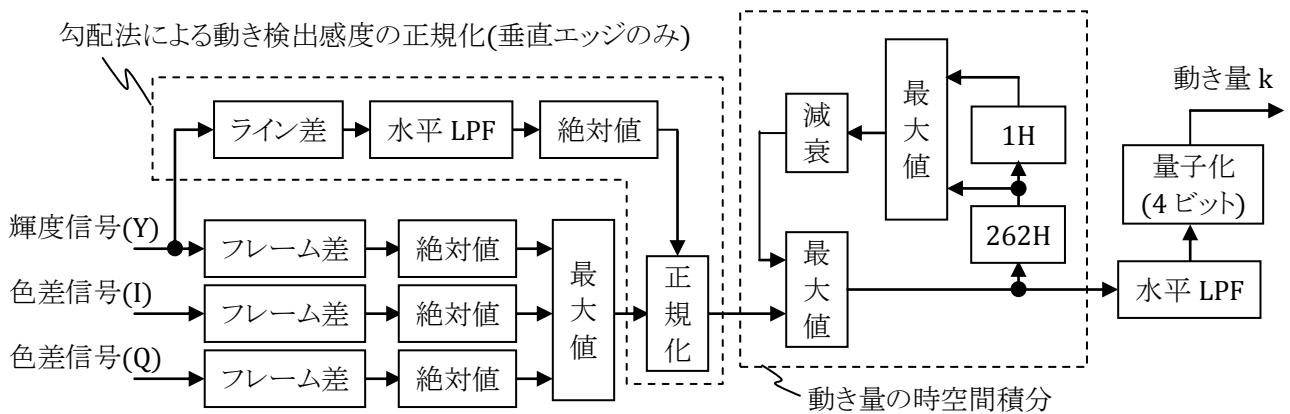 勾配法による動き検出感度の正規化(垂直エッジのみ)
ライン差
水平 LPF
絶対値
輝度信号(Y)
フレーム差
絶対値
色差信号(I)
フレーム差
絶対値
色差信号(Q)
フレーム差
絶対値
最大値
正規化
減衰
最大値
1H
262H
最大値
動き量の時空間積分
水平 LPF
量子化
(4 ビット)
動き量 k